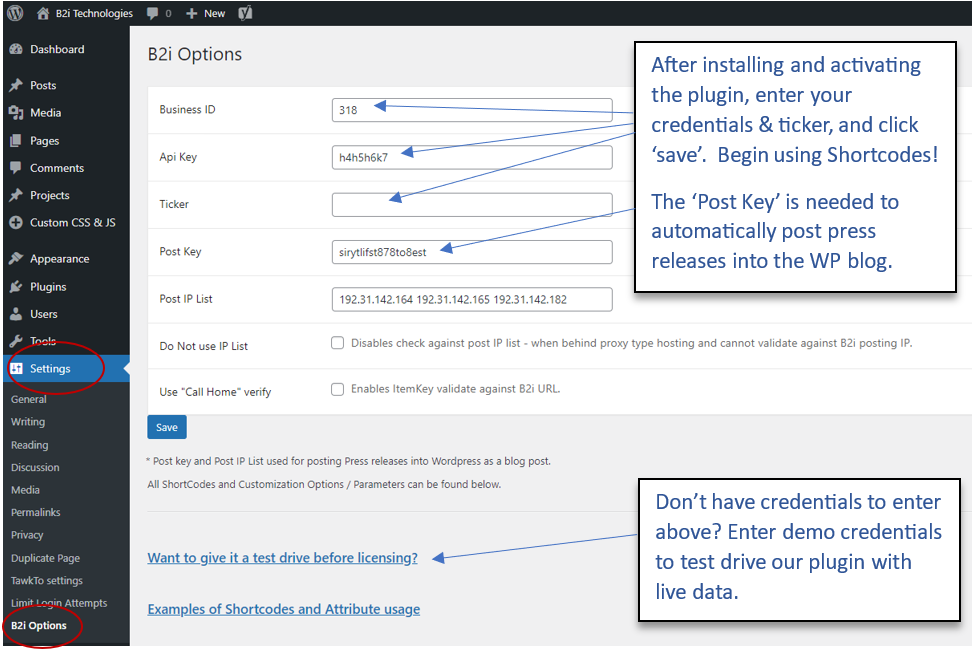 B2i Technologies 0 New
Dashboard
Posts
Media
Pages
Comments
Projects
Custom CSS & JS
Appearance
Plugins
Users
Tools
Settings
General
Writing
Reading
Discussion
Media
Permalinks
Privacy
Duplicate Page
TawkTo settings
Limit Login Attempts
B2i Options
B2i Options
Business ID 318
Api Key h4h5h6k7
Ticker
Post Key sirytlifst878to8est
Post IP List 192.31.142.164 192.31.142.165 192.31.142.182
Do Not use IP List Disables check against post IP list - when behind proxy type hosting and cannot validate against B2i posting IP.
Use "Call Home" verify Enables ItemKey validate against B2i URL.
Save
* Post key and Post IP List used for posting Press releases into Wordpress as a blog post.
All ShortCodes and Customization Options / Parameters can be found below.
Want to give it a test drive before licensing?
Examples of Shortcodes and Attribute usage
After installing and activating
the plugin, enter your
credentials & ticker, and click
‘save’. Begin using Shortcodes!
The ‘Post Key’ is needed to
automatically post press
releases into the WP blog.
Don’t have credentials to enter
above? Enter demo credentials
to test drive our plugin with
live data.